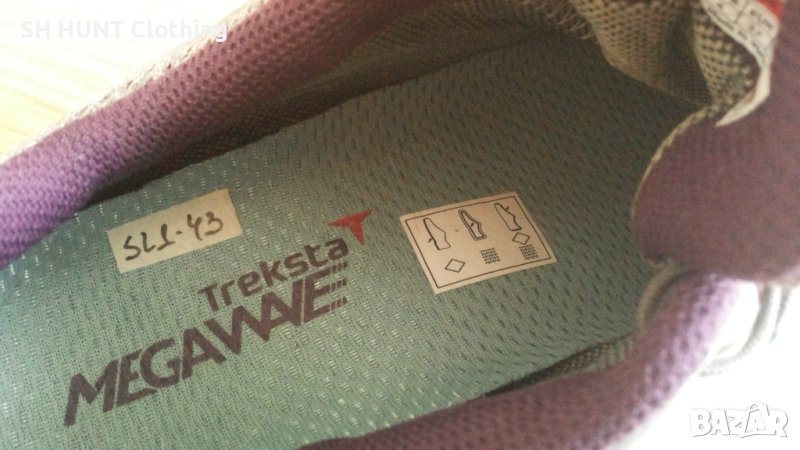 SH HUNT Clothing
SL1-43
Treksta
MEGAWAVE
BAZAR